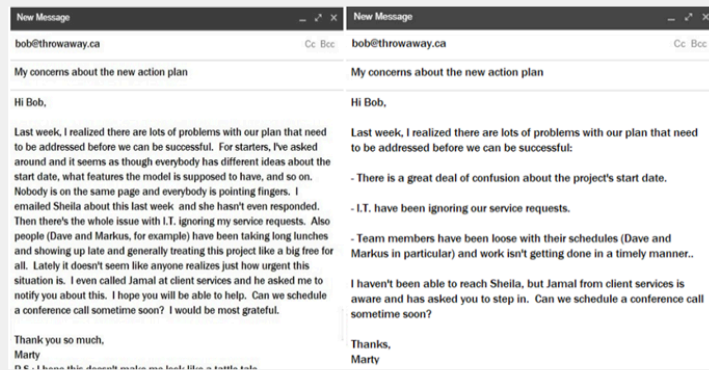 New Message
bob@throwaway.ca
Cc Bcc
My concerns about the new action plan
Hi Bob,
Last week, I realized there are lots of problems with our plan that need
to be addressed before we can be successful. For starters, I've asked
around and it seems as though everybody has different ideas about the
start date, what features the model is supposed to have, and so on.
Nobody is on the same page and everybody is pointing fingers. I
emailed Sheila about this last week and she hasn't even responded.
Then there's the whole issue with I.T. ignoring my service requests. Also
people (Dave and Markus, for example) have been taking long lunches
and showing up late and generally treating this project like a big free for
all. Lately it doesn't seem like anyone realizes just how urgent this
situation is. I even called Jamal at client services and he asked me to
notify you about this. I hope you will be able to help. Can we schedule
a conference call sometime soon? I would be most grateful.
Thank you so much,
Marty
P.S - I hope this doesn't make me look like a tattle tale
New Message
bob@throwaway.ca
Cc Bcc
My concerns about the new action plan
Hi Bob,
Last week, I realized there are lots of problems with our plan that need
to be addressed before we can be successful:
- There is a great deal of confusion about the project's start date.
- I.T. have been ignoring our service requests.
- Team members have been loose with their schedules (Dave and
Markus in particular) and work isn't getting done in a timely manner..
I haven't been able to reach Sheila, but Jamal from client services is
aware and has asked you to step in. Can we schedule a conference call
sometime soon?
Thanks,
Marty